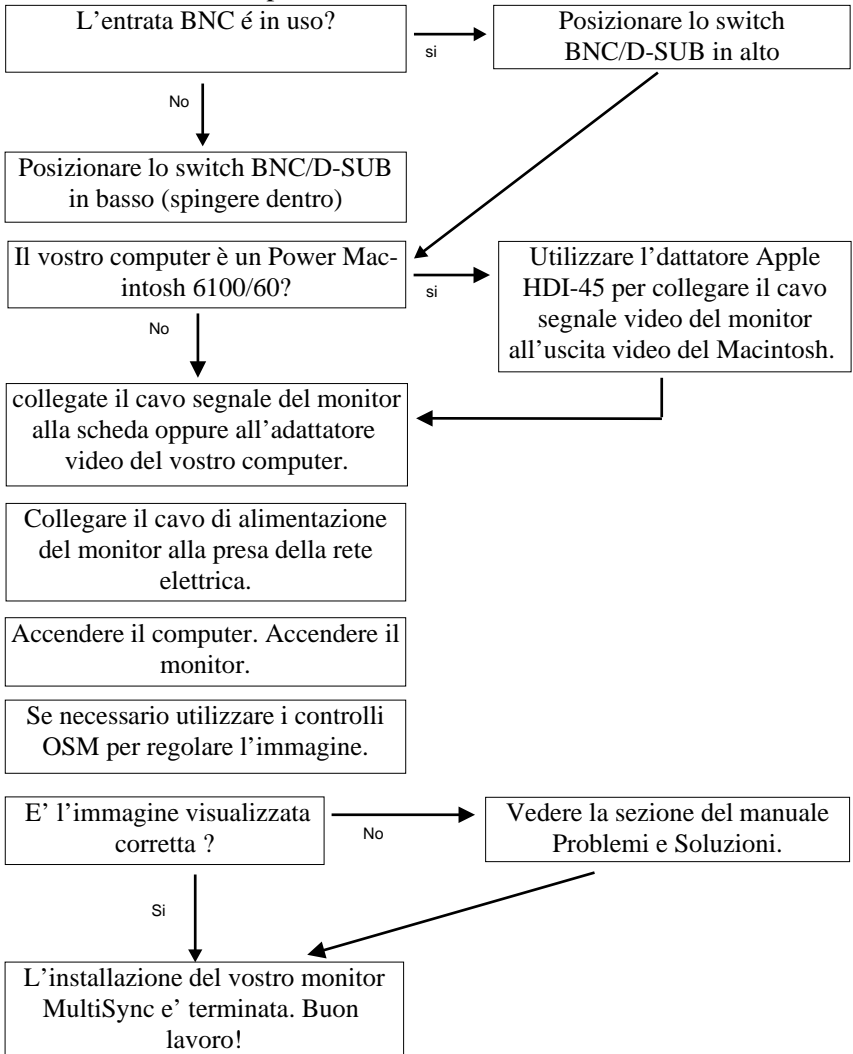 L’entrata BNC é in uso?
si
Posizionare lo switch
BNC/D-SUB in alto
No
Posizionare lo switch BNC/D-SUB
in basso (spingere dentro)
Il vostro computer è un Power Mac-
intosh 6100/60?
si
Utilizzare l’dattatore Apple
HDI-45 per collegare il cavo
segnale video del monitor
all’uscita video del Macintosh.
No
collegate il cavo segnale del monitor
alla scheda oppure all’adattatore
video del vostro computer.
Collegare il cavo di alimentazione
del monitor alla presa della rete
elettrica.
Accendere il computer. Accendere il
monitor.
Se necessario utilizzare i controlli
OSM per regolare l’immagine.
E’ l’immagine visualizzata
corretta ?
No
Vedere la sezione del manuale
Problemi e Soluzioni.
Si
L’installazione del vostro monitor
MultiSync e’ terminata. Buon
lavoro!